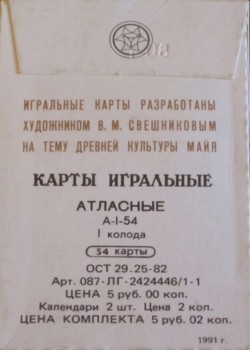 ИГРАЛЬНЫЕ КАРТЫ РАЗРАБОТАНЫ
ХУДОЖНИКОМ В. М. СВЕШНИКОВЫМ
НА ТЕМУ ДРЕВНЕЙ КУЛЬТУРЫ МАЙЯ
КАРТЫ ИГРАЛЬНЫЕ
АТЛАСНЫЕ
А-I-54
I колода
54 карты
ОСТ 29.25-82
Арт. 087-ЛГ-2424446/1-1
ЦЕНА 5 руб. 00 коп.
Календари 2 шт. Цена 2 коп.
ЦЕНА КОМПЛЕКТА 5 руб. 02 коп.
1991 г.